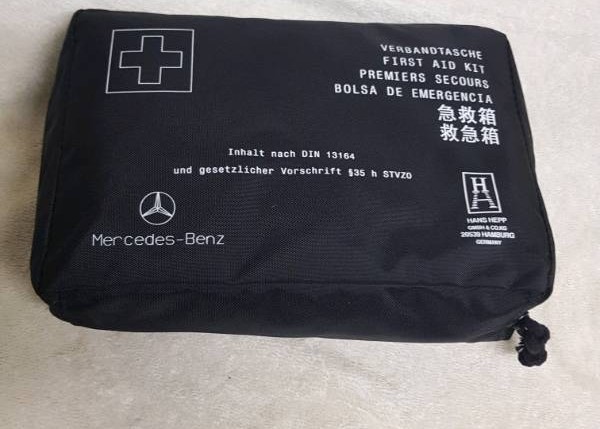 VERBANDTASCHE
FIRST AID KIT
PREMIERS SECOURS
BOLSA DE EMERGENCIA
急救箱
救急箱
Inhalt nach DIN 13164
und gesetzlicher Vorschrift §35 h STVZO
Mercedes-Benz
HANS HEPP
GMBH & CO.KG
20539 HAMBURG
GERMANY